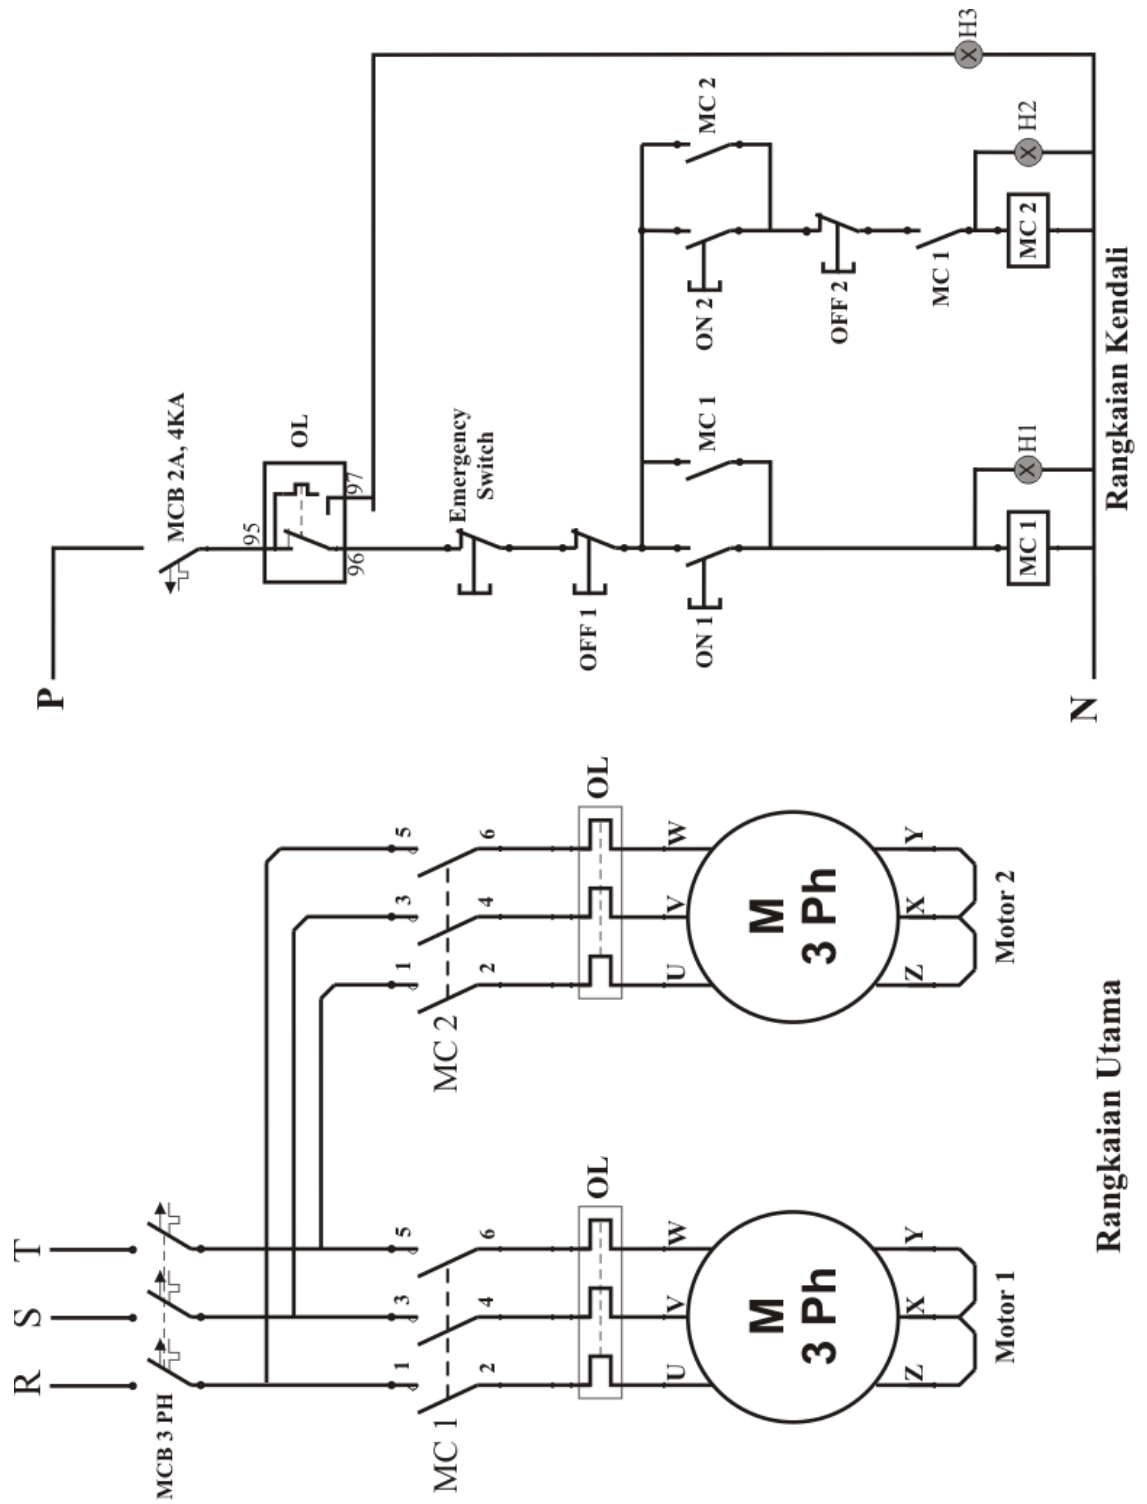 R
S
T
MCB 3 PH
1
3
5
MC 1
2
4
6
OL
U
V
W
M
3 Ph
Z
X
Y
Motor 1
1
3
5
MC 2
2
4
6
OL
U
V
W
M
3 Ph
Z
X
Y
Motor 2
Rangkaian Utama
P
MCB 2A, 4KA
95
OL
96
97
Emergency
Switch
OFF 1
ON 1
MC 1
ON 2
MC 2
OFF 2
MC 1
MC 1
H1
MC 2
H2
H3
N
Rangkaian Kendali